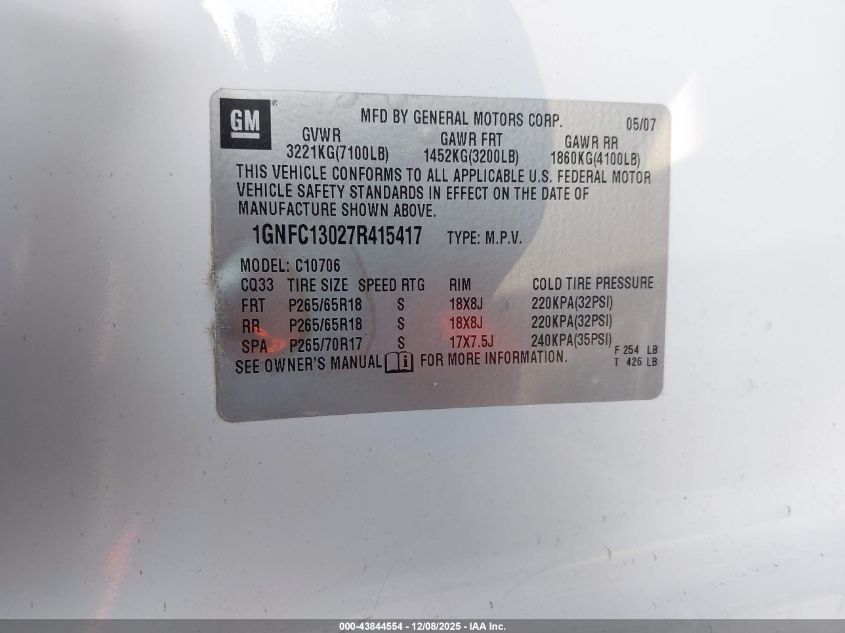 GM ®
MFD BY GENERAL MOTORS CORP. 05/07
GVWR GAWR FRT GAWR RR
3221KG(7100LB) 1452KG(3200LB) 1860KG(4100LB)
THIS VEHICLE CONFORMS TO ALL APPLICABLE U.S. FEDERAL MOTOR
VEHICLE SAFETY STANDARDS IN EFFECT ON THE DATE OF
MANUFACTURE SHOWN ABOVE.
1GNFC13027R415417 TYPE: M.P.V.
MODEL: C10706
CQ33 TIRE SIZE SPEED RTG RIM COLD TIRE PRESSURE
FRT P265/65R18 S 18X8J 220KPA(32PSI)
RR P265/65R18 S 18X8J 220KPA(32PSI)
SPA P265/70R17 S 17X7.5J 240KPA(35PSI)
SEE OWNER'S MANUAL i FOR MORE INFORMATION.
F 254 LB
T 426 LB
000-43844554 - 12/08/2025 - IAA Inc.